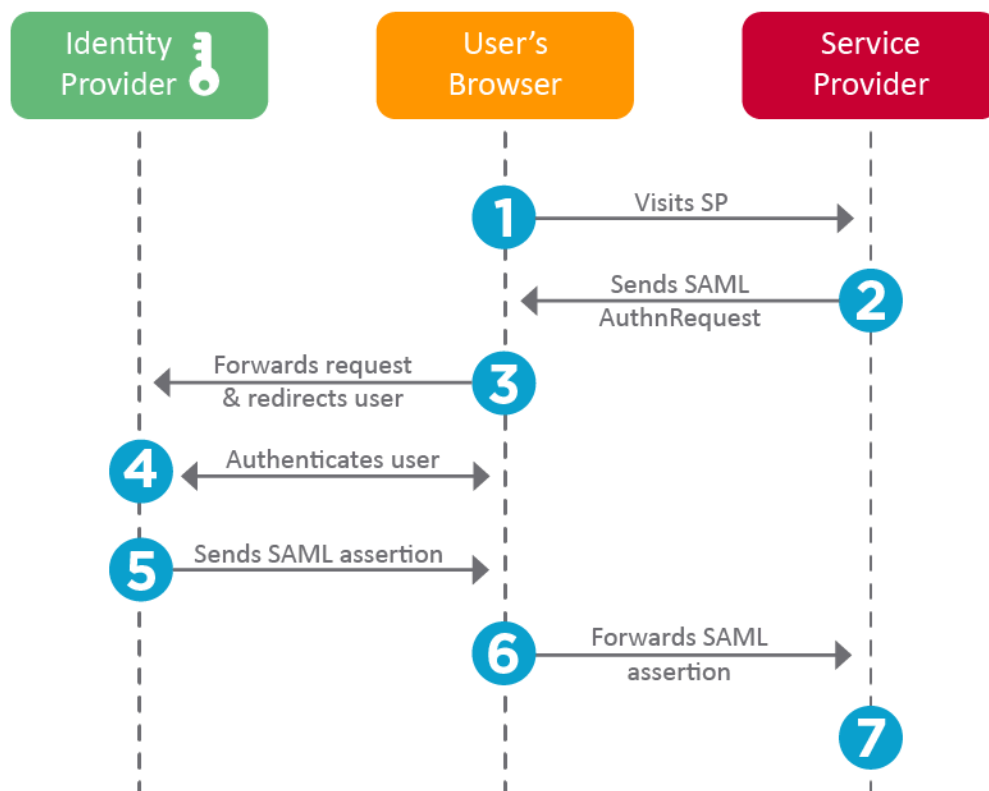 Identity
Provider
User's
Browser
Service
Provider
1
Visits SP
Sends SAML
AuthnRequest
2
3
Forwards request
& redirects user
4
Authenticates user
5
Sends SAML assertion
6
Forwards SAML
assertion
7